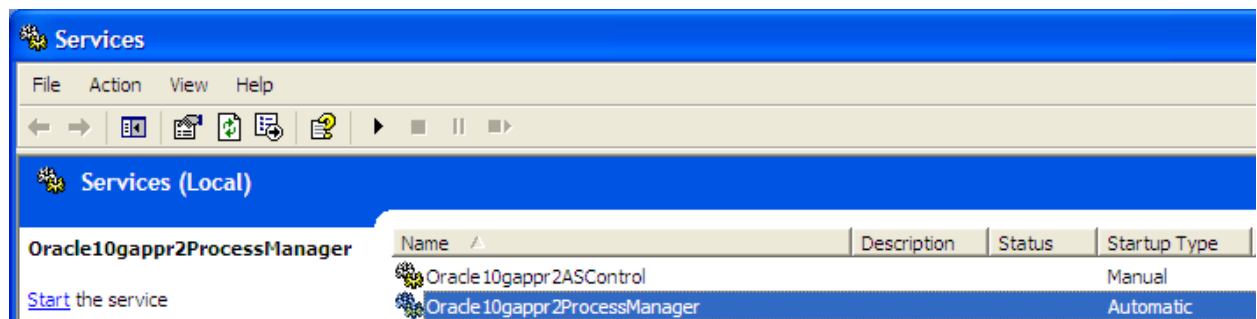 Services
File Action View Help
Services (Local)
Oracle10gappr2ProcessManager
Start the service
Name Description Status Startup Type
Oracle10gappr2ASControl Manual
Oracle10gappr2ProcessManager Automatic